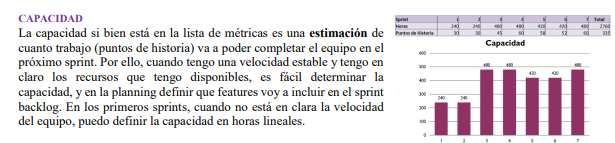 CAPACIDAD
La capacidad si bien está en la lista de métricas es una estimación de
cuanto trabajo (puntos de historia) va a poder completar el equipo en el
próximo sprint. Por ello, cuando tengo una velocidad estable y tengo en
claro los recursos que tengo disponibles, es fácil determinar la
capacidad, y en la planning definir que features voy a incluir en el sprint
backlog. En los primeros sprints, cuando no está en clara la velocidad
del equipo, puedo definir la capacidad en horas lineales.
Sprint 1 2 3 4 5 6 7 Total
Horas 240 240 480 480 420 420 480 2760
Puntos de Historia 30 30 45 60 58 52 60 335
Capacidad
600
500
400
300
200
100
0
240 240 480 480 420 420 480
1 2 3 4 5 6 7